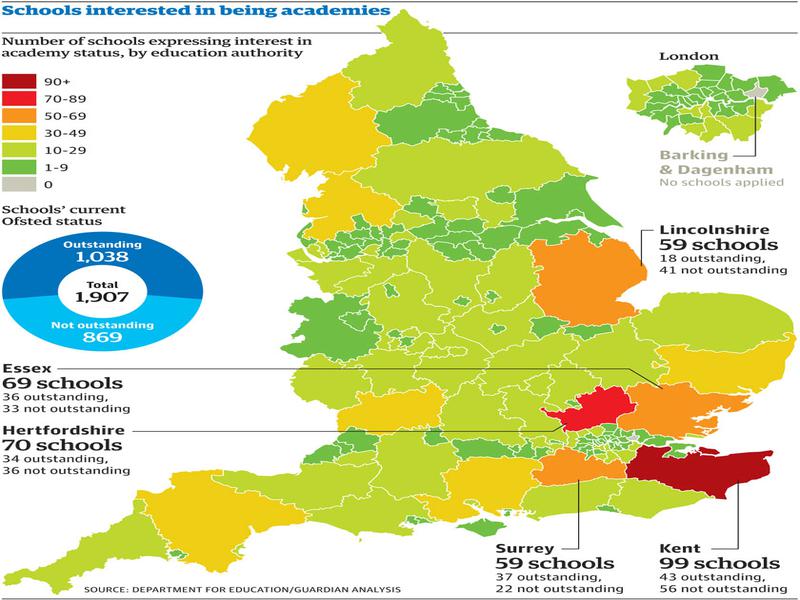 Schools interested in being academies
Number of schools expressing interest in
academy status, by education authority
90+
70-89
50-69
30-49
10-29
1-9
0
Schools' current
Ofsted status
Outstanding
1,038
Total
1,907
Not outstanding
869
London
Barking
& Dagenham
No schools applied
Lincolnshire
59 schools
18 outstanding,
41 not outstanding
Essex
69 schools
36 outstanding,
33 not outstanding
Hertfordshire
70 schools
34 outstanding,
36 not outstanding
Surrey
59 schools
37 outstanding,
22 not outstanding
Kent
99 schools
43 outstanding,
56 not outstanding
SOURCE: DEPARTMENT FOR EDUCATION/GUARDIAN ANALYSIS